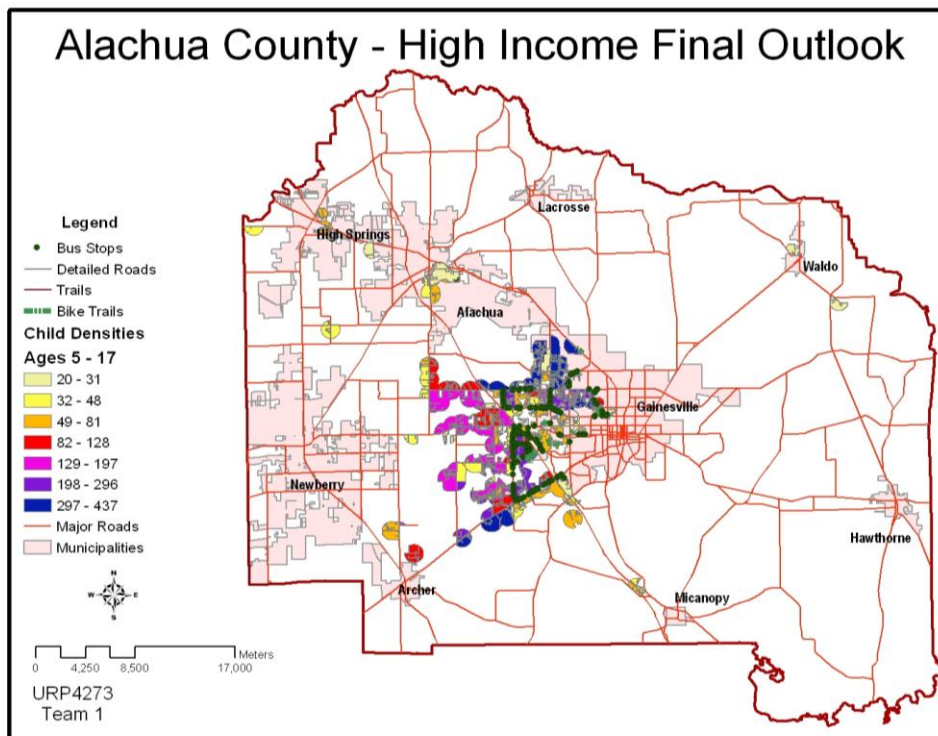 Alachua County - High Income Final Outlook
Lacrosse
High Springs
Waldo
Alachua
Gainesville
Newberry
Hawthorne
Archer
Micanopy
Legend
Bus Stops
Detailed Roads
Trails
Bike Trails
Child Densities
Ages 5 - 17
20 - 31
32 - 48
49 - 81
82 - 128
129 - 197
198 - 296
297 - 437
Major Roads
Municipalities
N
W E
S
Meters
0 4,250 8,500 17,000
URP4273
Team 1